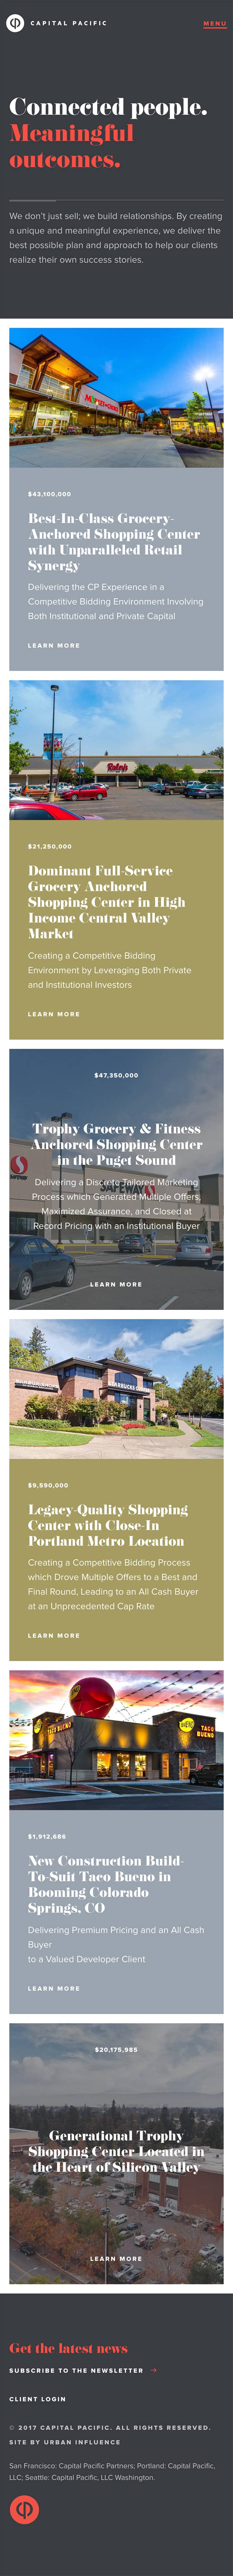 CAPITAL PACIFIC
MENU
Connected people.
Meaningful
outcomes.
We don't just sell; we build relationships. By creating
a unique and meaningful experience, we deliver the
best possible plan and approach to help our clients
realize their own success stories.
$43,100,000
Best-In-Class Grocery-
Anchored Shopping Center
with Unparalleled Retail
Synergy
Delivering the CP Experience in a
Competitive Bidding Environment Involving
Both Institutional and Private Capital
LEARN MORE
Raley's
$21,250,000
Dominant Full-Service
Grocery Anchored
Shopping Center in High
Income Central Valley
Market
Creating a Competitive Bidding
Environment by Leveraging Both Private
and Institutional Investors
LEARN MORE
$47,350,000
Trophy Grocery & Fitness
Anchored Shopping Center
in the Puget Sound
Delivering a Discrete Tailored Marketing
SAFEWAY
Process which Generated Multiple Offers,
Maximized Assurance, and Closed at
Record Pricing with an Institutional Buyer
LEARN MORE
STARBUCKS COFFEE
$9,590,000
Legacy-Quality Shopping
Center with Close-In
Portland Metro Location
Creating a Competitive Bidding Process
which Drove Multiple Offers to a Best and
Final Round, Leading to an All Cash Buyer
at an Unprecedented Cap Rate
LEARN MORE
TACO BUENO
BUENO
TACO
BUENO
$1,912,686
New Construction Build-
To-Suit Taco Bueno in
Booming Colorado
Springs, CO
Delivering Premium Pricing and an All Cash
Buyer
to a Valued Developer Client
LEARN MORE
$20,175,985
Generational Trophy
Shopping Center Located in
the Heart of Silicon Valley
LEARN MORE
Get the latest news
SUBSCRIBE TO THE NEWSLETTER →
CLIENT LOGIN
© 2017 CAPITAL PACIFIC. ALL RIGHTS RESERVED.
SITE BY URBAN INFLUENCE
San Francisco: Capital Pacific Partners; Portland: Capital Pacific,
LLC; Seattle: Capital Pacific, LLC Washington.